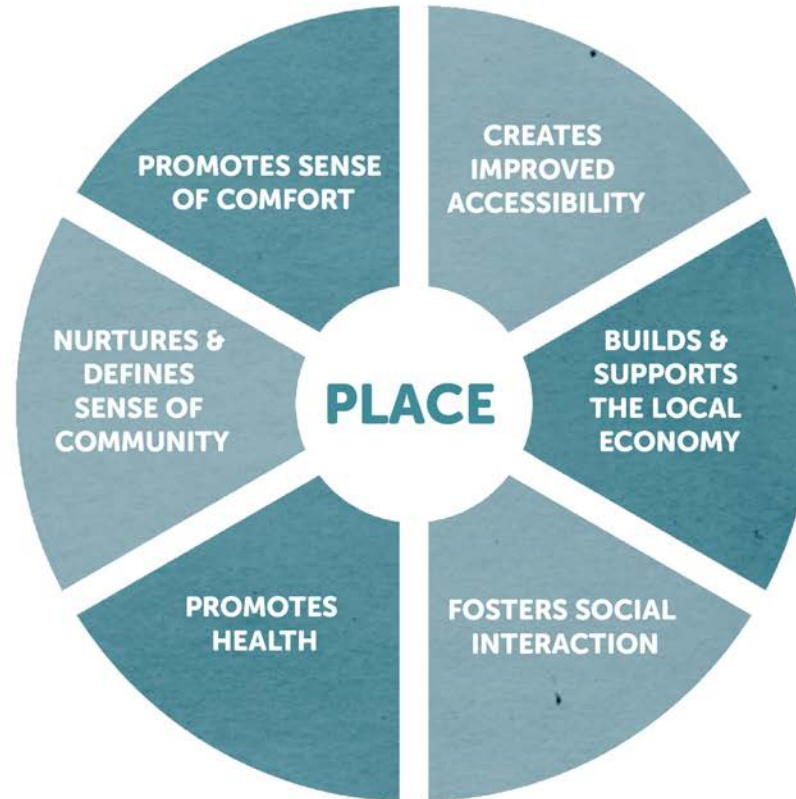 PROMOTES SENSE
OF COMFORT
CREATES
IMPROVED
ACCESSIBILITY
NURTURES &
DEFINES
SENSE OF
COMMUNITY
PLACE
BUILDS &
SUPPORTS
THE LOCAL
ECONOMY
PROMOTES
HEALTH
FOSTERS SOCIAL
INTERACTION